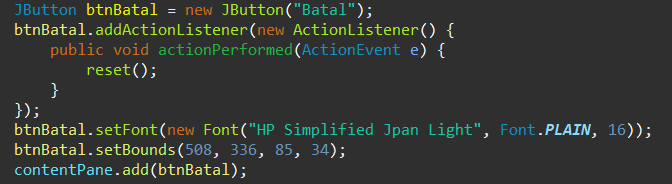 JButton btnBatal = new JButton("Batal");
btnBatal.addActionListener(new ActionListener() {
    public void actionPerformed(ActionEvent e) {
        reset();
    }
});
btnBatal.setFont(new Font("HP Simplified Jpan Light", Font.PLAIN, 16));
btnBatal.setBounds(508, 336, 85, 34);
contentPane.add(btnBatal);